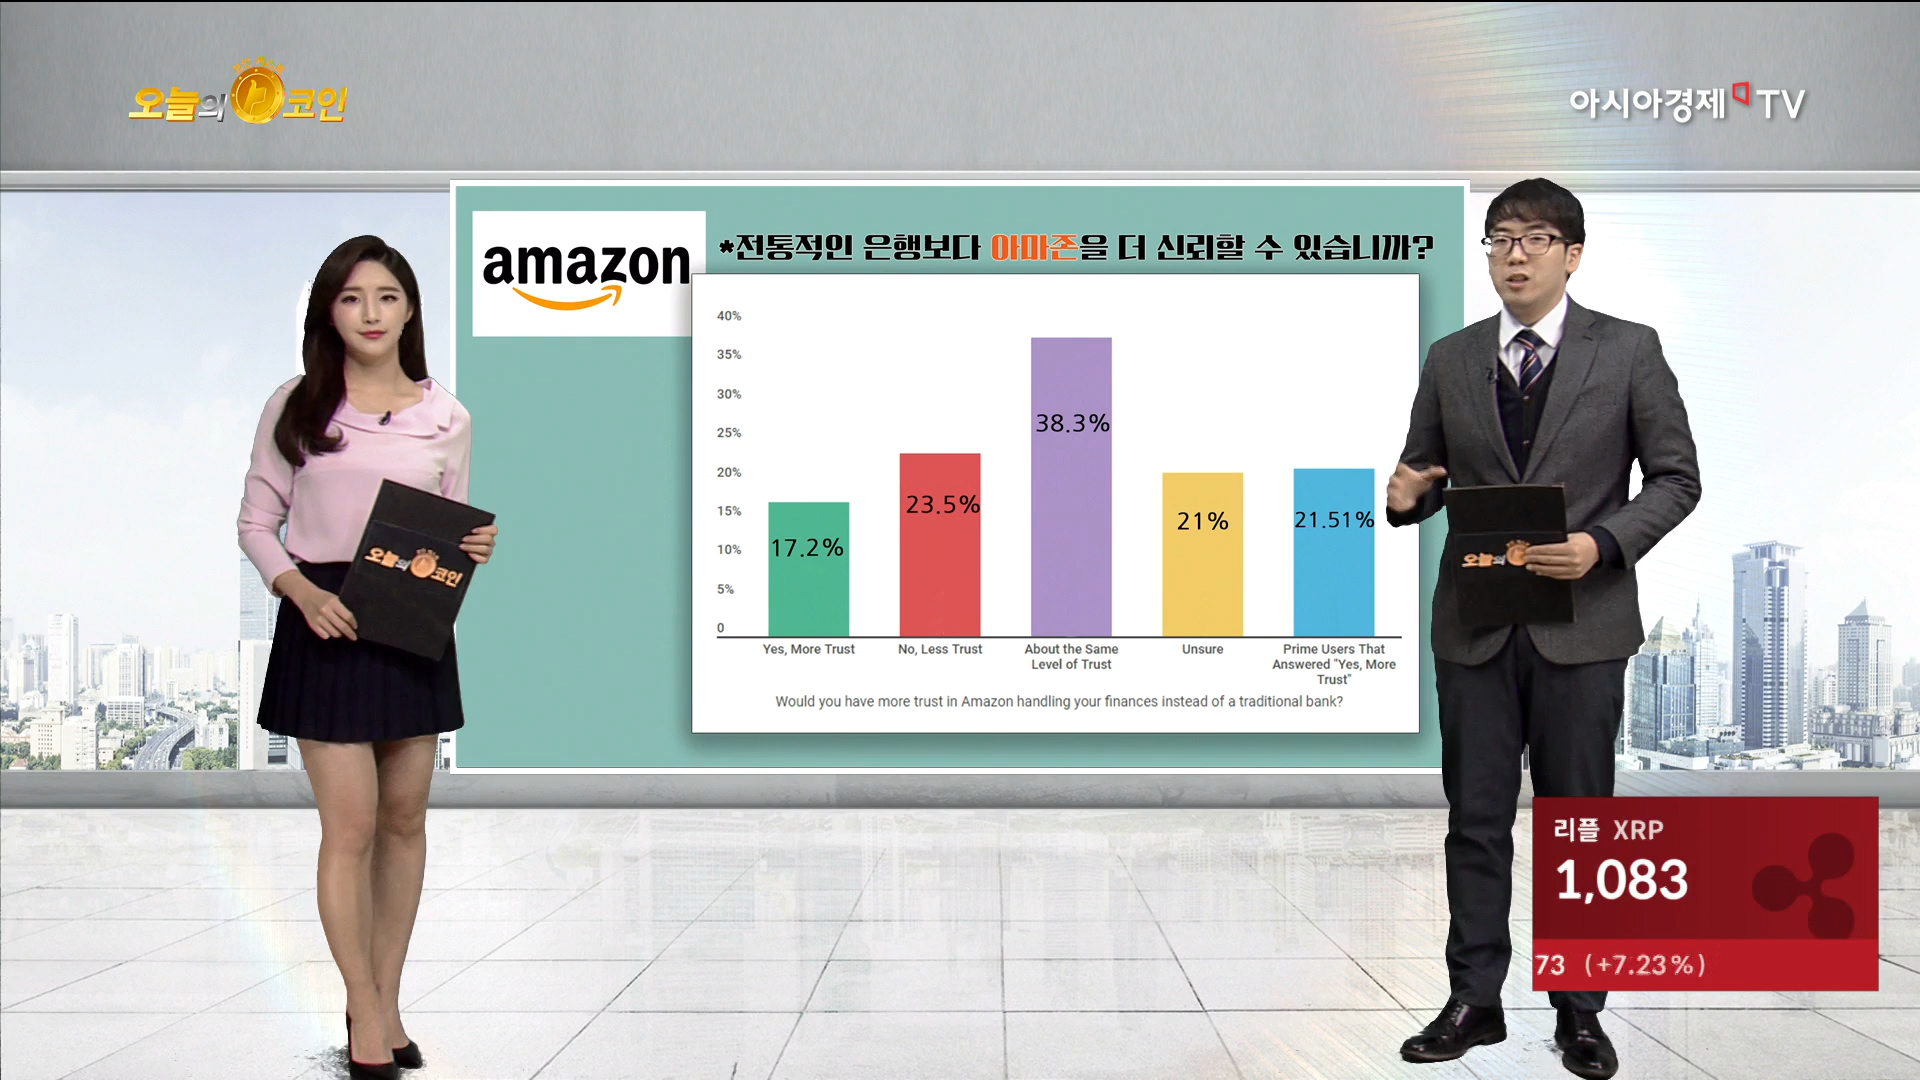 오늘의 코인
아시아경제 TV
amazon
*전통적인 은행보다 아마존을 더 신뢰할 수 있습니까?
40%
35%
30%
25%
20%
15%
10%
5%
0
17.2%
23.5%
38.3%
21%
21.51%
Yes, More Trust
No, Less Trust
About the Same
Level of Trust
Unsure
Prime Users That
Answered "Yes, More
Trust"
Would you have more trust in Amazon handling your finances instead of a traditional bank?
오늘의 코인
오늘의
리플 XRP
1,083
73 (+7.23%)